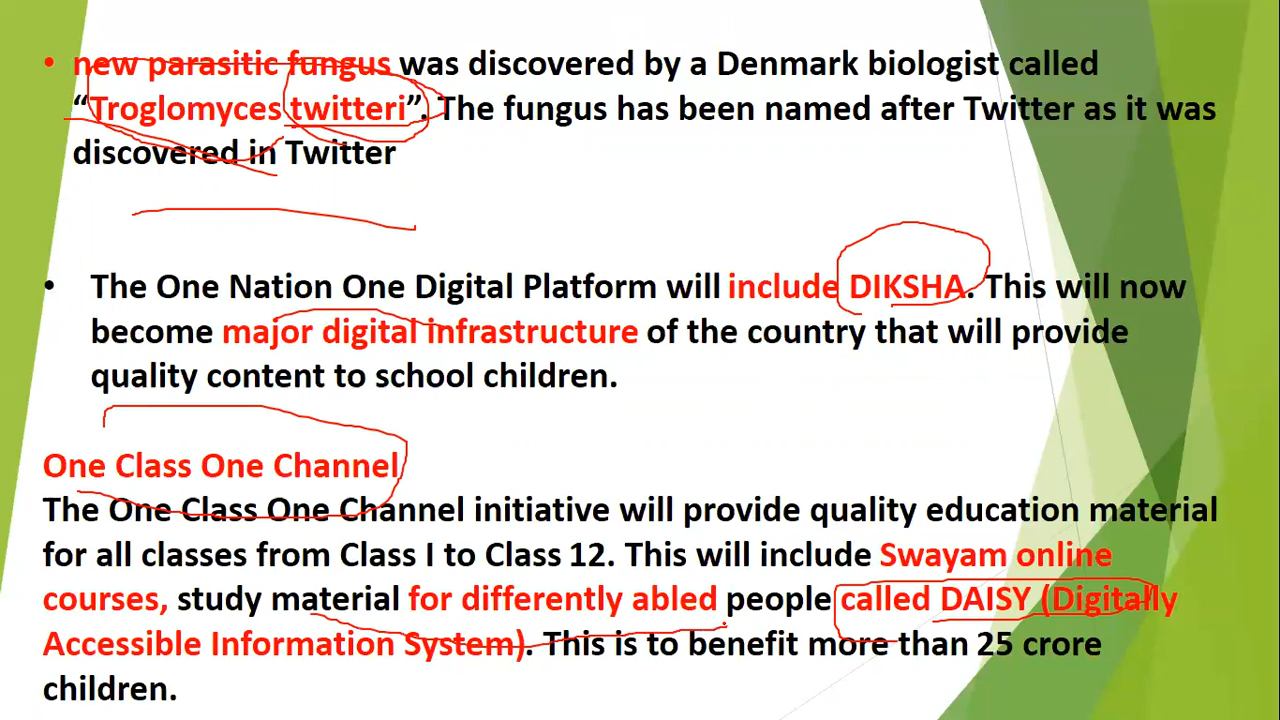 • new parasitic fungus was discovered by a Denmark biologist called
“Troglomyces twitteri”. The fungus has been named after Twitter as it was
discovered in Twitter
• The One Nation One Digital Platform will include DIKSHA. This will now
become major digital infrastructure of the country that will provide
quality content to school children.
One Class One Channel
The One Class One Channel initiative will provide quality education material
for all classes from Class I to Class 12. This will include Swayam online
courses, study material for differently abled people called DAISY (Digitally
Accessible Information System). This is to benefit more than 25 crore
children.